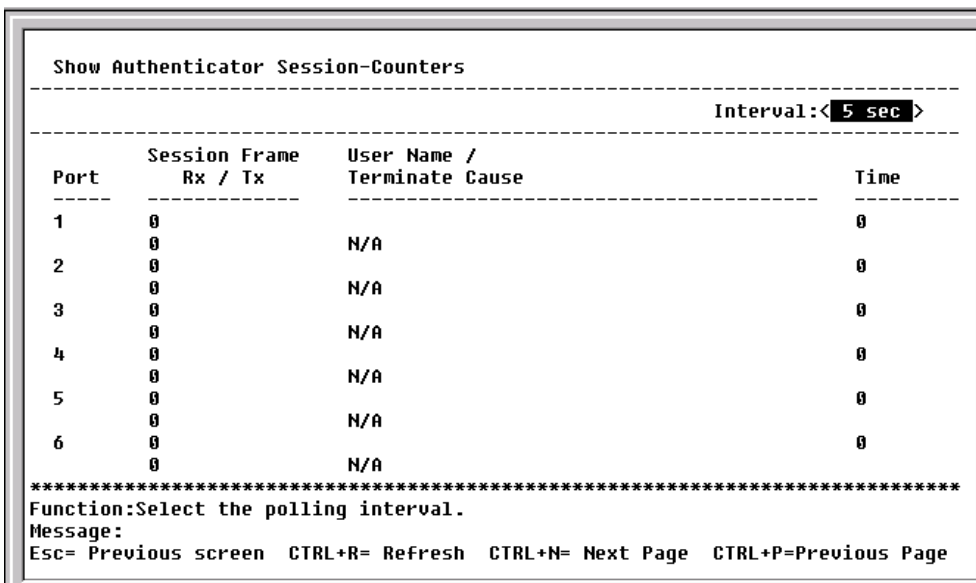 Show Authenticator Session-Counters
--------------------------------------------------------------------------------
Interval:< 5 sec >
--------------------------------------------------------------------------------
Session Frame User Name /
Port Rx / Tx Terminate Cause Time
----- ------------- ---------------------------------------- ---------
1 0 0
0 N/A
2 0 0
0 N/A
3 0 0
0 N/A
4 0 0
0 N/A
5 0 0
0 N/A
6 0 0
0 N/A
********************************************************************************
Function:Select the polling interval.
Message:
Esc= Previous screen CTRL+R= Refresh CTRL+N= Next Page CTRL+P=Previous Page